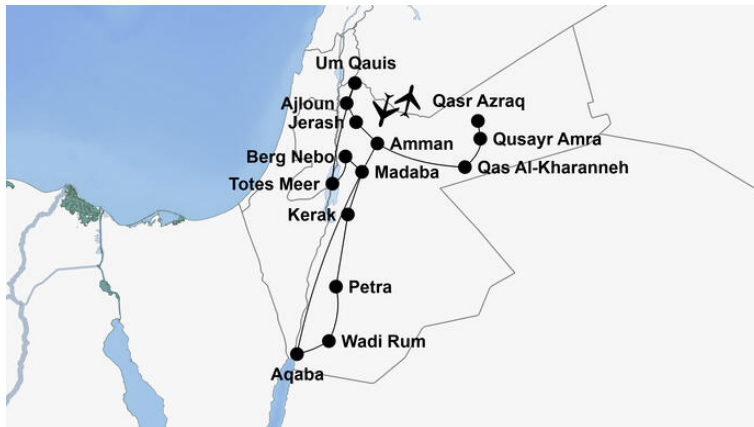 Um Qauis
Qasr Azraq
Ajloun
Jerash
Qusayr Amra
Amman
Berg Nebo
Qas Al-Kharanneh
Madaba
Totes Meer
Kerak
Petra
Wadi Rum
Aqaba